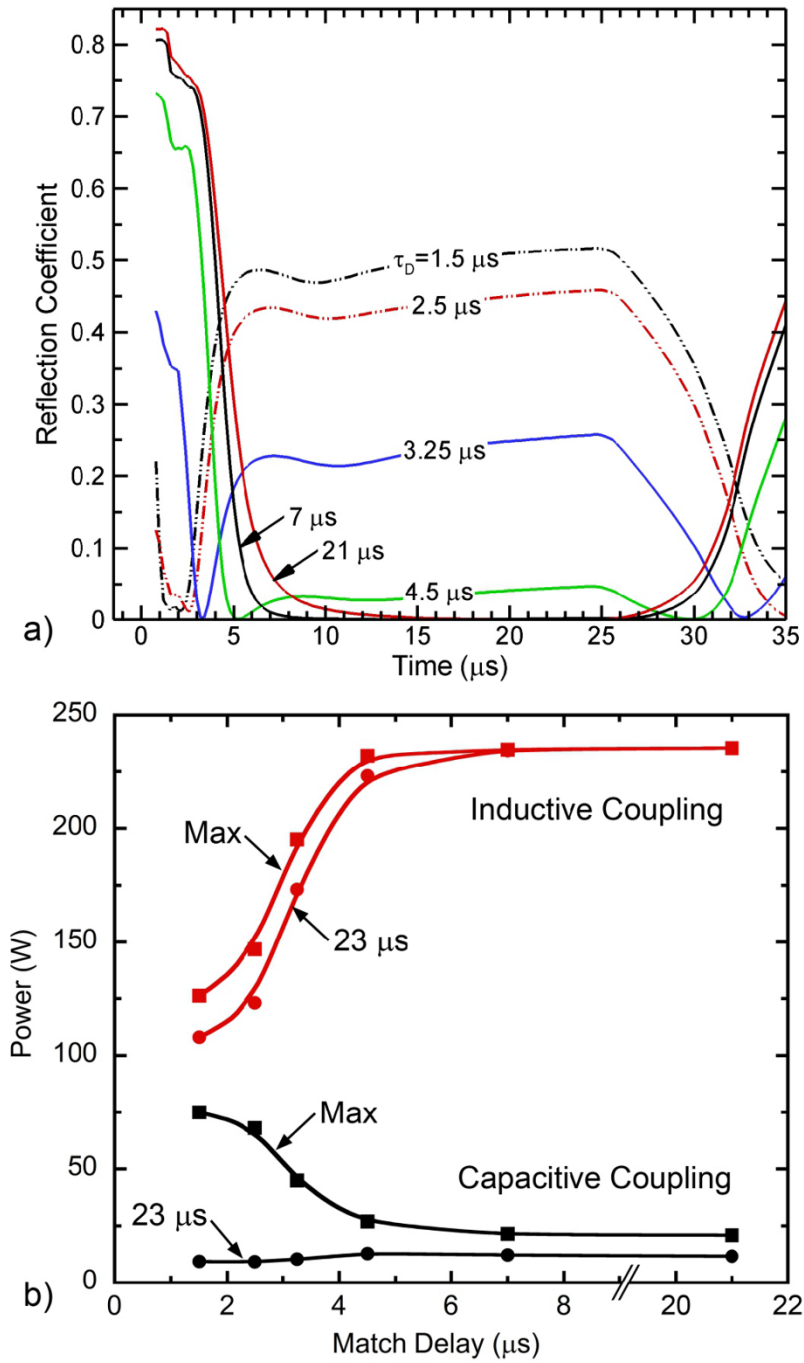 0.8
0.7
0.6
0.5
0.4
0.3
0.2
0.1
0
Reflection Coefficient
τD=1.5 μs
2.5 μs
3.25 μs
7 μs
21 μs
4.5 μs
a)
0 5 10 15 20 25 30 35
Time (μs)
250
200
150
100
50
0
Power (W)
Max
Inductive Coupling
23 μs
Max
Capacitive Coupling
23 μs
b)
0 2 4 6 8 20 22
Match Delay (μs)